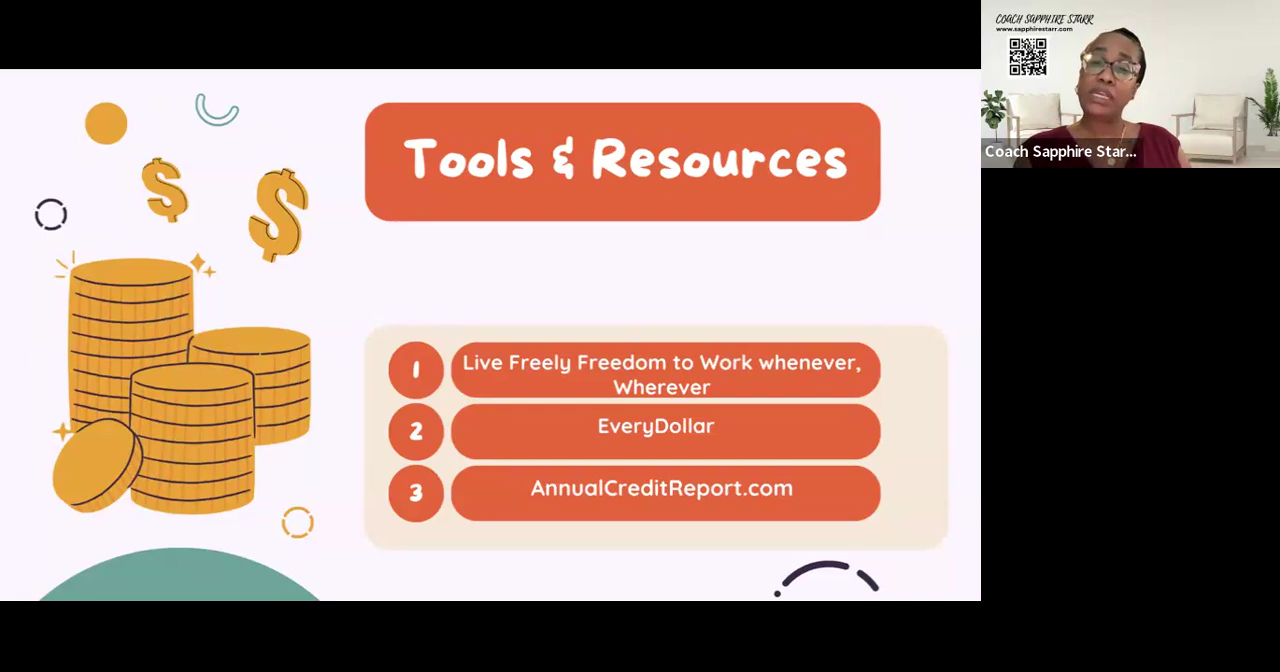 Tools & Resources
1
Live Freely Freedom to Work whenever,
Wherever
2
EveryDollar
3
AnnualCreditReport.com
COACH SAPPHIRE STARR
www.sapphirestarr.com
Coach Sapphire Star...